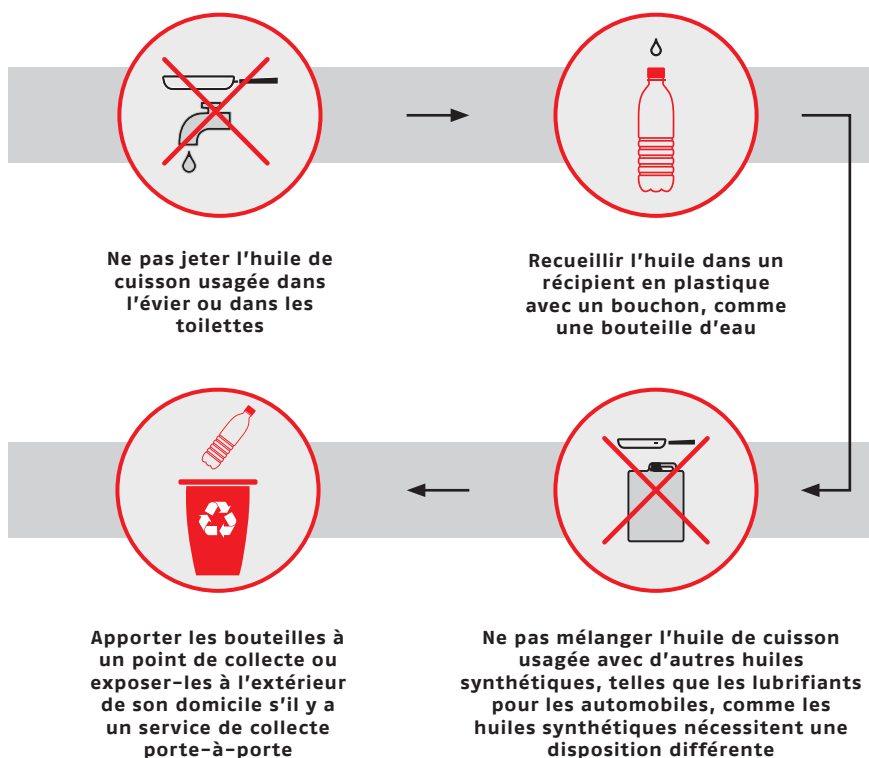 Ne pas jeter l'huile de
cuisson usagée dans
l'évier ou dans les
toilettes
Recueillir l'huile dans un
récipient en plastique
avec un bouchon, comme
une bouteille d'eau
Ne pas mélanger l'huile de cuisson
usagée avec d'autres huiles
synthétiques, telles que les lubrifiants
pour les automobiles, comme les
huiles synthétiques nécessitent une
disposition différente
Apporter les bouteilles à
un point de collecte ou
exposer-les à l'extérieur
de son domicile s'il y a
un service de collecte
porte-à-porte